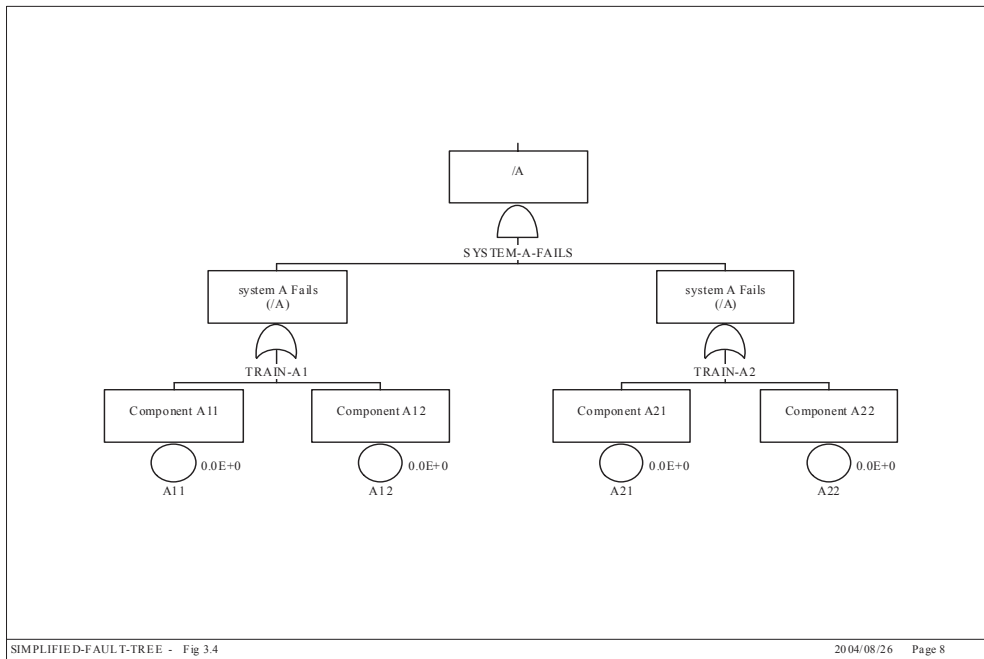 /A
SYSTEM-A-FAILS
system A Fails
(/A)
system A Fails
(/A)
TRAIN-A1
TRAIN-A2
Component A11
Component A12
Component A21
Component A22
0.0E+0
0.0E+0
0.0E+0
0.0E+0
A11
A12
A21
A22
SIMPLIFIED-FAULT-TREE - Fig 3.4
2004/08/26 Page 8